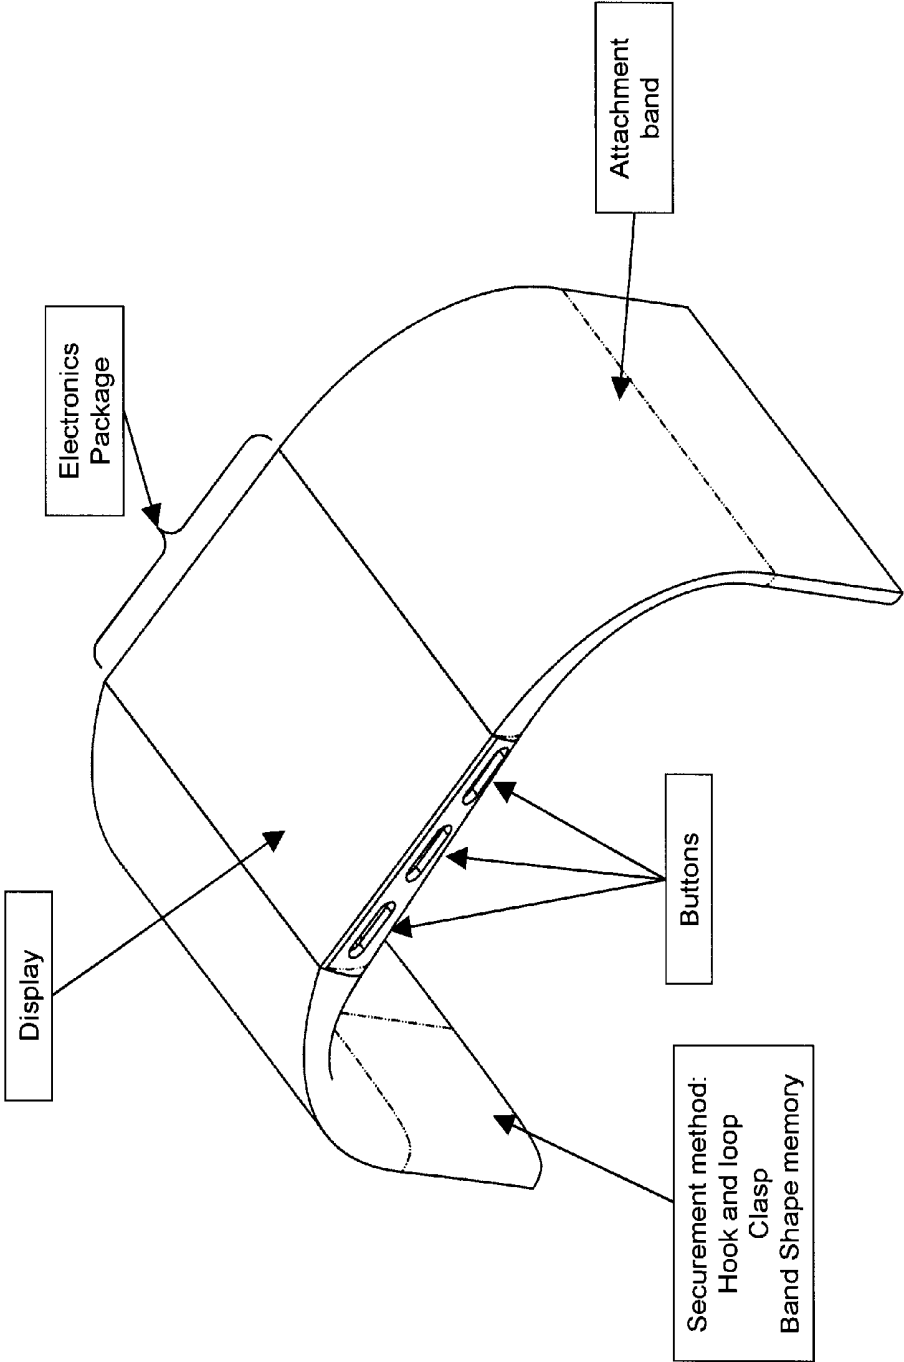 Electronics
Package
Attachment
band
Display
Buttons
Securement method:
Hook and loop
Clasp
Band Shape memory